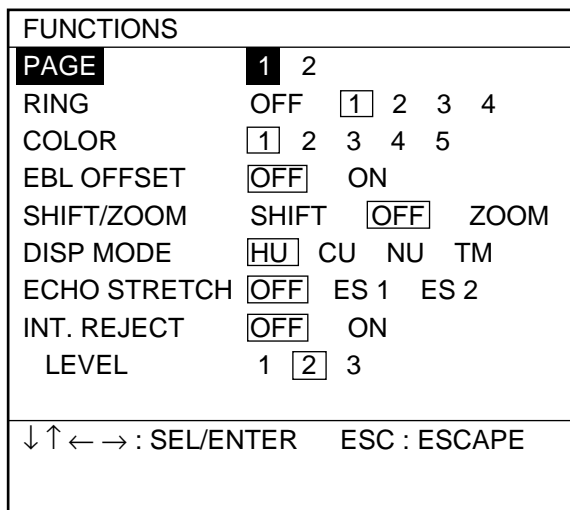 FUNCTIONS
PAGE 1 2
RING OFF 1 2 3 4
COLOR 1 2 3 4 5
EBL OFFSET OFF ON
SHIFT/ZOOM SHIFT OFF ZOOM
DISP MODE HU CU NU TM
ECHO STRETCH OFF ES 1 ES 2
INT. REJECT OFF ON
LEVEL 1 2 3
↓ ↑ ← → : SEL/ENTER ESC : ESCAPE